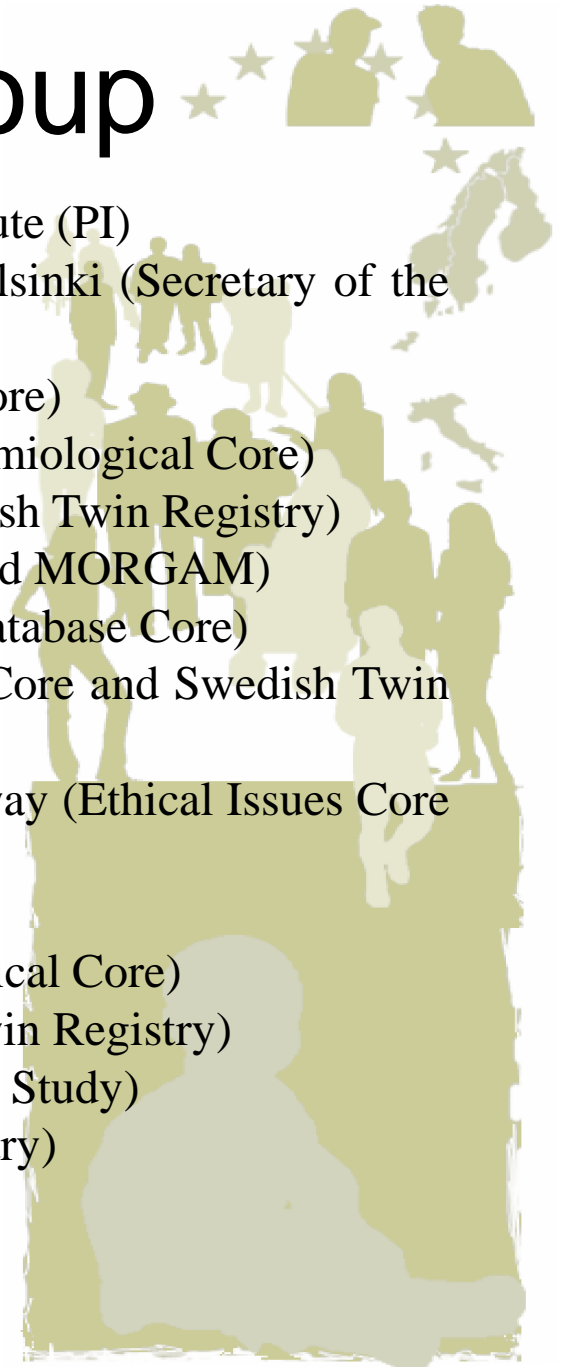 oup
ute (PI)
lsinki (Secretary of the
ore)
miological Core)
sh Twin Registry)
d MORGAM)
atabase Core)
Core and Swedish Twin
vay (Ethical Issues Core
ical Core)
vin Registry)
Study)
ry)